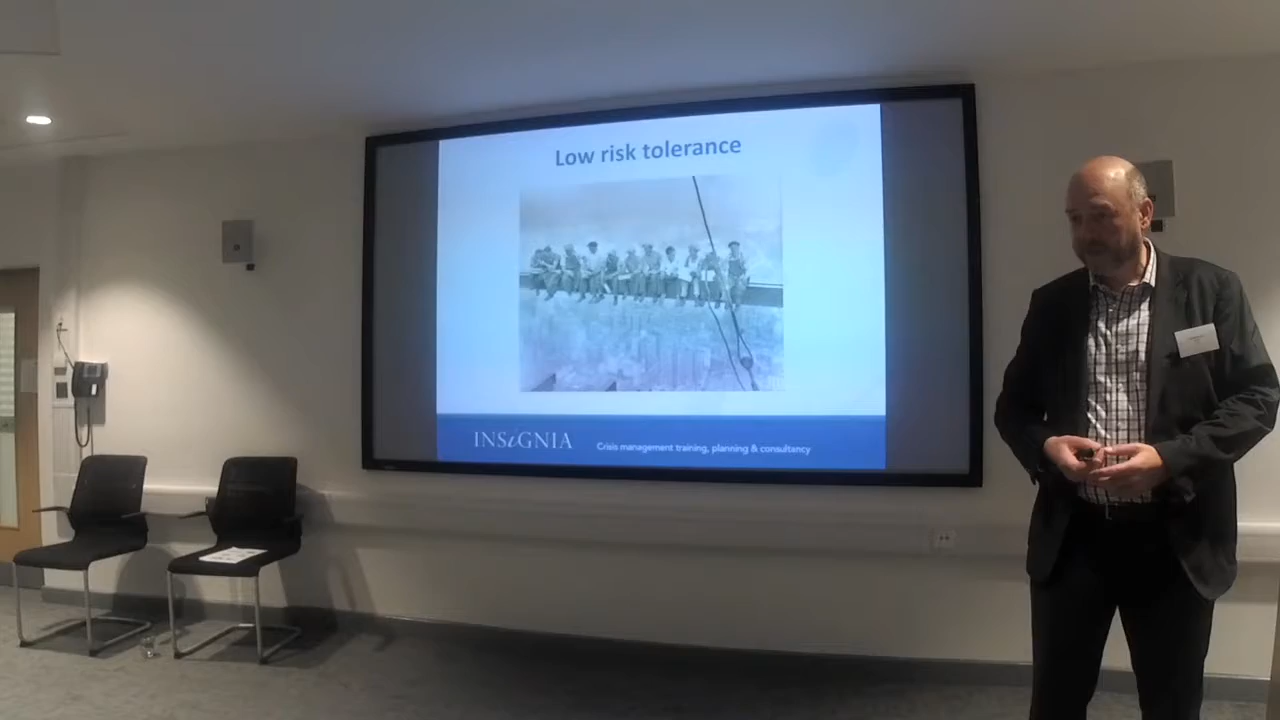 Low risk tolerance
INSiGNIA
Crisis management training, planning & consultancy